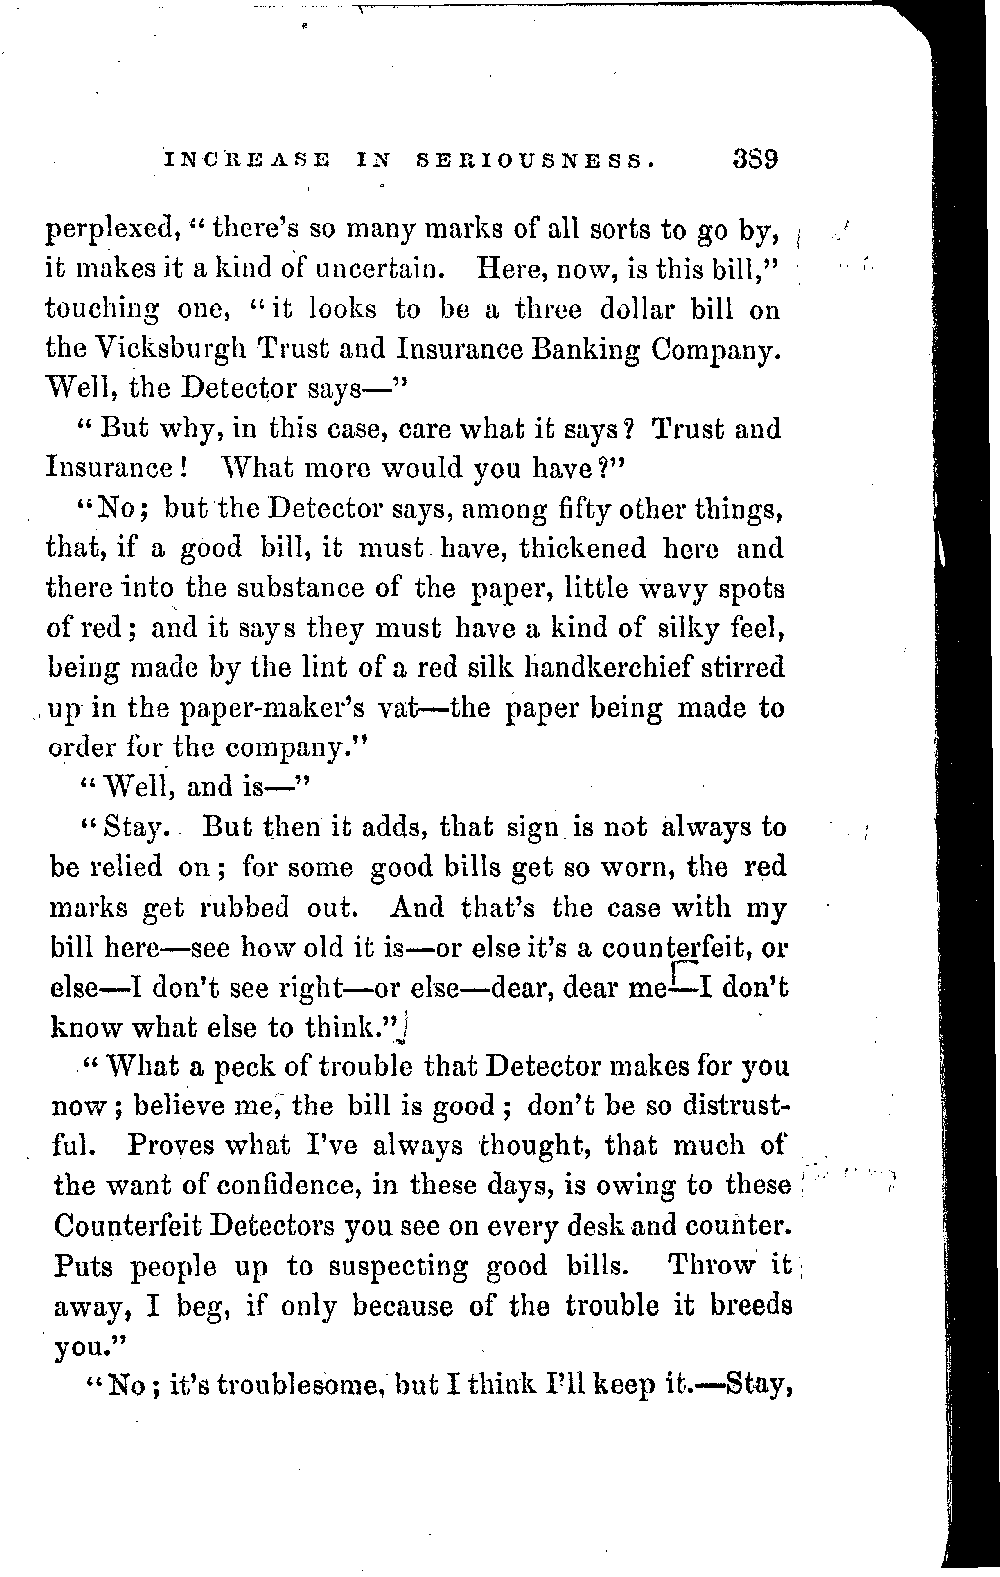 INCREASE IN SERIOUSNESS. 389
perplexed, “there’s so many marks of all sorts to go by,
it makes it a kind of uncertain. Here, now, is this bill,”
touching one, “it looks to be a three dollar bill on
the Vicksburgh Trust and Insurance Banking Company.
Well, the Detector says—”
“But why, in this case, care what it says? Trust and
Insurance! What more would you have?”
“No; but the Detector says, among fifty other things,
that, if a good bill, it must have, thickened here and
there into the substance of the paper, little wavy spots
of red; and it says they must have a kind of silky feel,
being made by the lint of a red silk handkerchief stirred
up in the paper-maker’s vat—the paper being made to
order for the company.”
“Well, and is—”
“Stay. But then it adds, that sign is not always to
be relied on; for some good bills get so worn, the red
marks get rubbed out. And that’s the case with my
bill here—see how old it is—or else it’s a counterfeit, or
else—I don’t see right—or else—dear, dear me—I don’t
know what else to think.”
“What a peck of trouble that Detector makes for you
now; believe me, the bill is good; don’t be so distrust-
ful. Proves what I’ve always thought, that much of
the want of confidence, in these days, is owing to these
Counterfeit Detectors you see on every desk and counter.
Puts people up to suspecting good bills. Throw it
away, I beg, if only because of the trouble it breeds
you.”
“No; it’s troublesome, but I think I’ll keep it.—Stay,